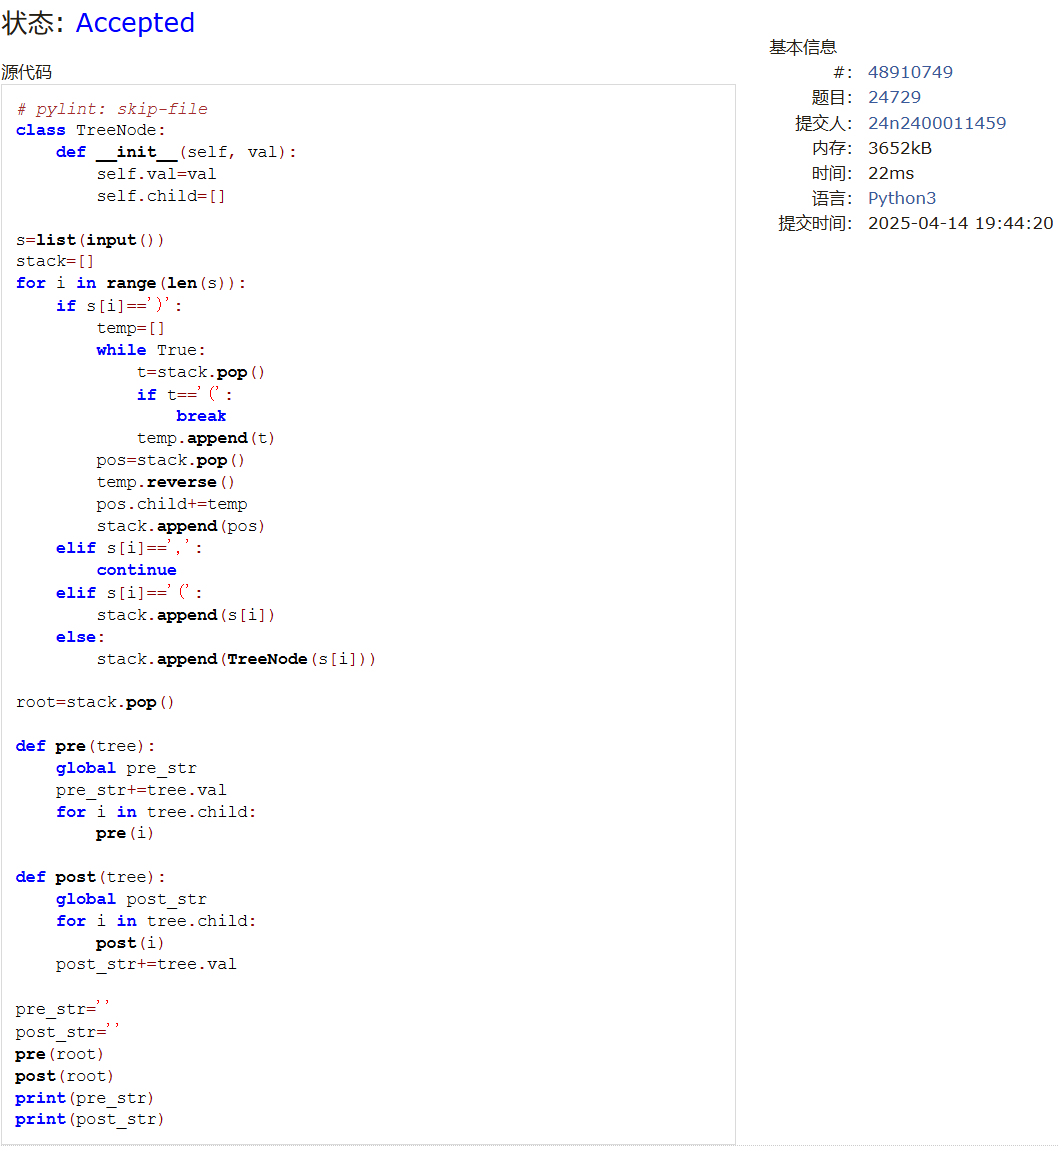 状态: Accepted
源代码
# pylint: skip-file
class TreeNode:
    def __init__(self, val):
        self.val=val
        self.child=[]

s=list(input())
stack=[]
for i in range(len(s)):
    if s[i]==')':
        temp=[]
        while True:
            t=stack.pop()
            if t=='(':
                break
            temp.append(t)
        pos=stack.pop()
        temp.reverse()
        pos.child+=temp
        stack.append(pos)
    elif s[i]==',':
        continue
    elif s[i]=='(':
        stack.append(s[i])
    else:
        stack.append(TreeNode(s[i]))

root=stack.pop()

def pre(tree):
    global pre_str
    pre_str+=tree.val
    for i in tree.child:
        pre(i)

def post(tree):
    global post_str
    for i in tree.child:
        post(i)
    post_str+=tree.val

pre_str=''
post_str=''
pre(root)
post(root)
print(pre_str)
print(post_str)
基本信息
#: 48910749
题目: 24729
提交人: 24n2400011459
内存: 3652kB
时间: 22ms
语言: Python3
提交时间: 2025-04-14 19:44:20